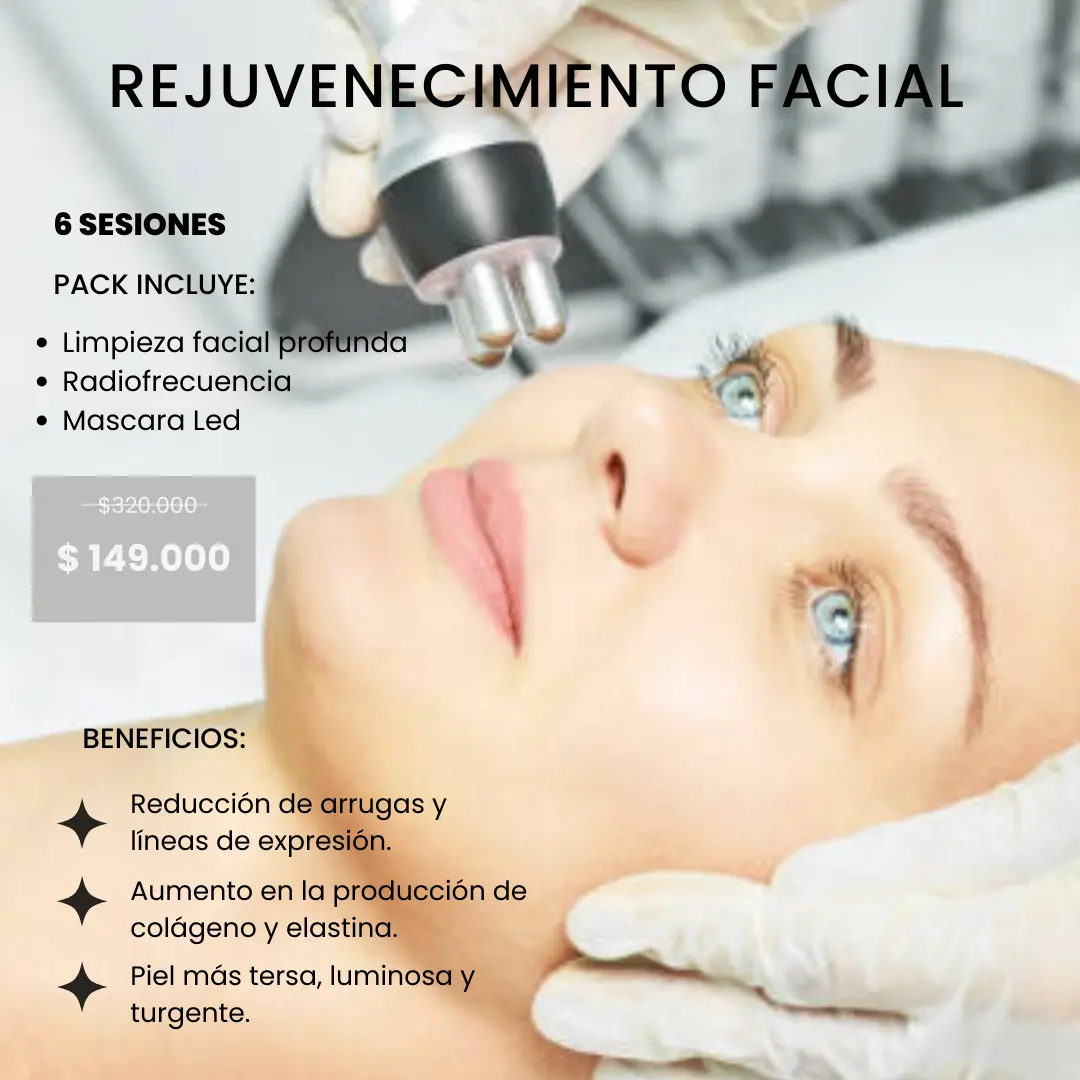 REJUVENECIMIENTO FACIAL
6 SESIONES
PACK INCLUYE:
• Limpieza facial profunda
• Radiofrecuencia
• Mascara Led
$320.000
$ 149.000
BENEFICIOS:
Reducción de arrugas y
líneas de expresión.
Aumento en la producción de
colágeno y elastina.
Piel más tersa, luminosa y
turgente.